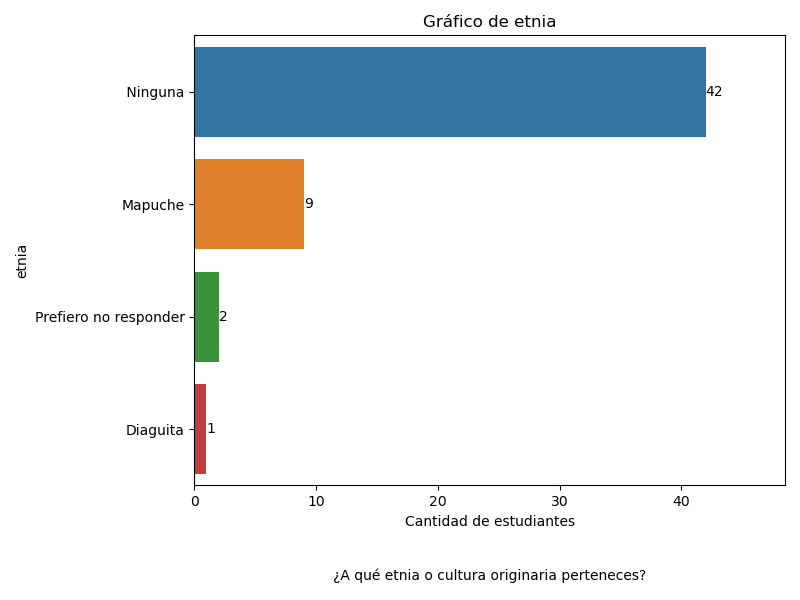 Gráfico de etnia
Ninguna
42
Mapuche
9
Prefiero no responder
2
Diaguita
1
etnia
0 10 20 30 40
Cantidad de estudiantes
¿A qué etnia o cultura originaria perteneces?